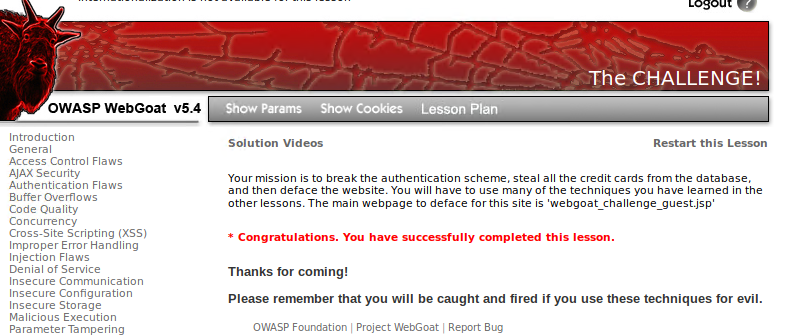 Internationalization is not available for this lesson
Logout ?
The CHALLENGE!
OWASP WebGoat v5.4
Show Params Show Cookies Lesson Plan
Introduction
General
Access Control Flaws
AJAX Security
Authentication Flaws
Buffer Overflows
Code Quality
Concurrency
Cross-Site Scripting (XSS)
Improper Error Handling
Injection Flaws
Denial of Service
Insecure Communication
Insecure Configuration
Insecure Storage
Malicious Execution
Parameter Tampering
Solution Videos Restart this Lesson
Your mission is to break the authentication scheme, steal all the credit cards from the database,
and then deface the website. You will have to use many of the techniques you have learned in the
other lessons. The main webpage to deface for this site is 'webgoat_challenge_guest.jsp'
* Congratulations. You have successfully completed this lesson.
Thanks for coming!
Please remember that you will be caught and fired if you use these techniques for evil.
OWASP Foundation | Project WebGoat | Report Bug